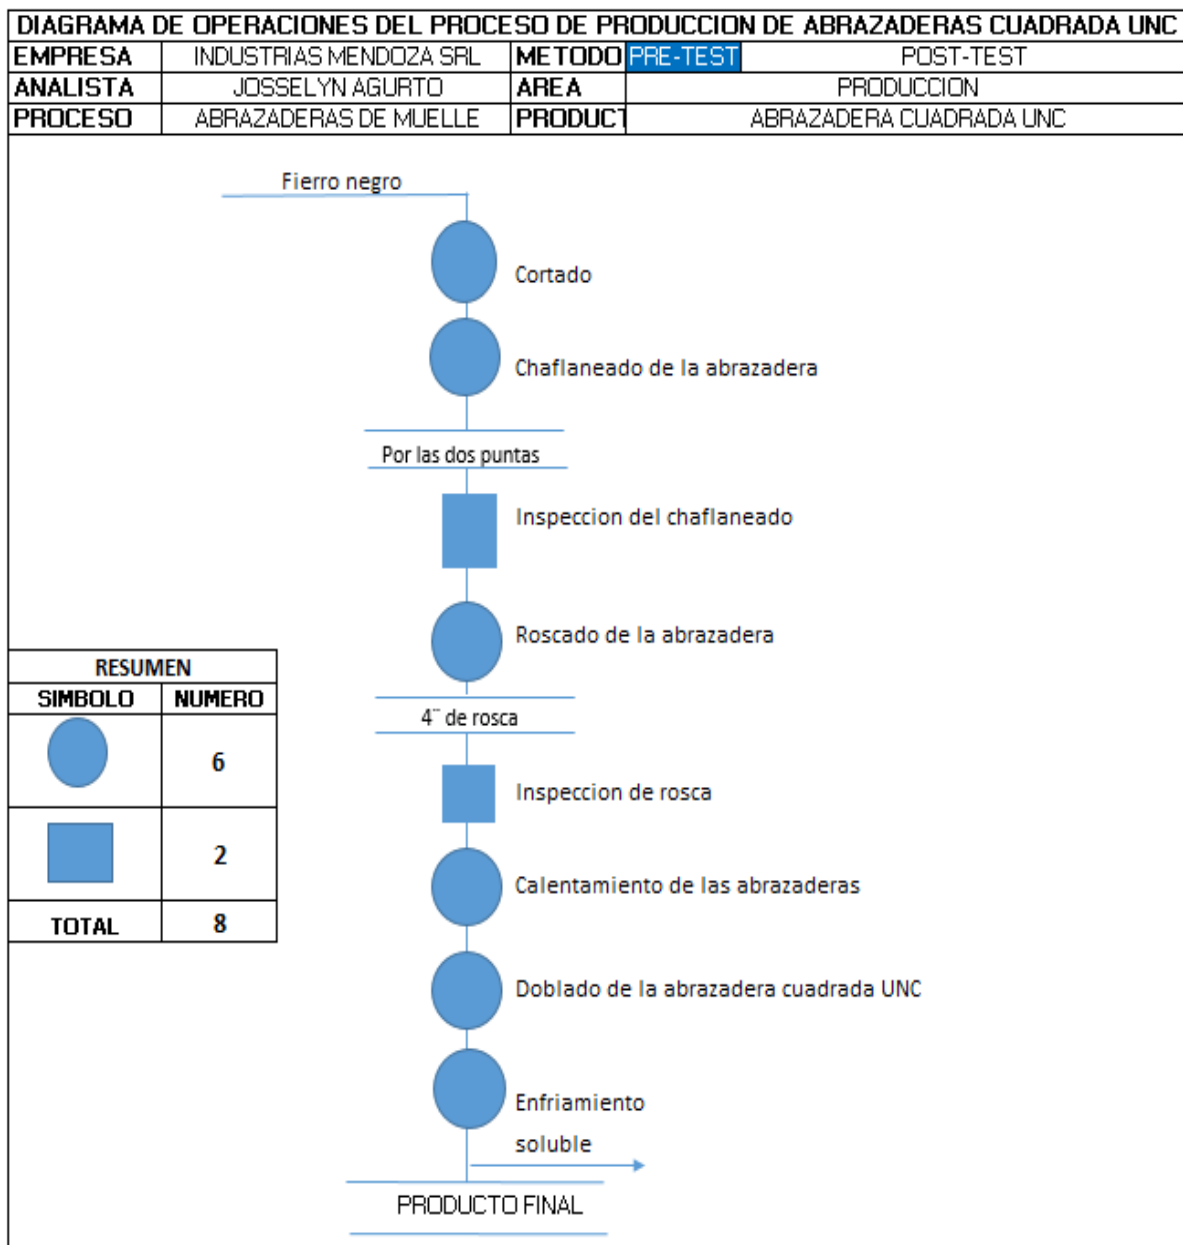 DIAGRAMA DE OPERACIONES DEL PROCESO DE PRODUCCION DE ABRAZADERAS CUADRADA UNC
EMPRESA INDUSTRIAS MENDOZA SRL METODO PRE-TEST POST-TEST
ANALISTA JOSSELYN AGURTO AREA PRODUCCION
PROCESO ABRAZADERAS DE MUELLE PRODUCT ABRAZADERA CUADRADA UNC
Fierro negro
Cortado
Chaflaneado de la abrazadera
Por las dos puntas
Inspeccion del chaflaneado
Roscado de la abrazadera
4¨ de rosca
Inspeccion de rosca
Calentamiento de las abrazaderas
Doblado de la abrazadera cuadrada UNC
Enfriamiento
soluble
PRODUCTO FINAL
RESUMEN
SIMBOLO NUMERO
6
2
TOTAL 8